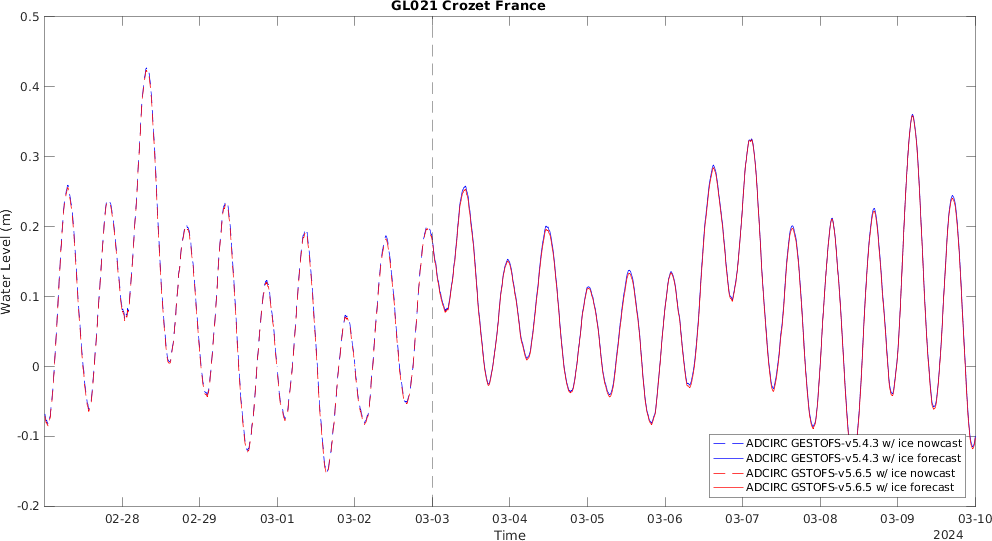 GL021 Crozet France
0.5
0.4
0.3
0.2
0.1
0
-0.1
-0.2
Water Level (m)
ADCIRC GESTOFS-v5.4.3 w/ ice nowcast
ADCIRC GESTOFS-v5.4.3 w/ ice forecast
ADCIRC GSTOFS-v5.6.5 w/ ice nowcast
ADCIRC GSTOFS-v5.6.5 w/ ice forecast
02-28 02-29 03-01 03-02 03-03 03-04 03-05 03-06 03-07 03-08 03-09 03-10
Time
2024